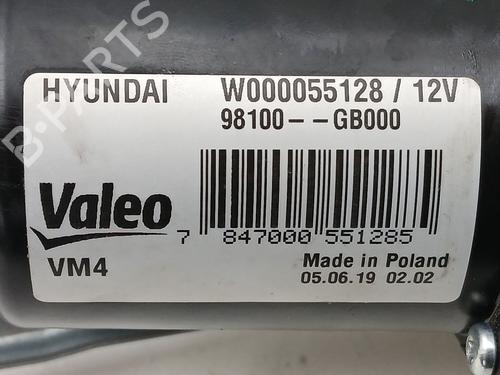 HYUNDAI W000055128 / 12V
98100--GB000
Valeo
7 847000 551285
VM4 Made in Poland
05.06.19 02.02
B-PARTS